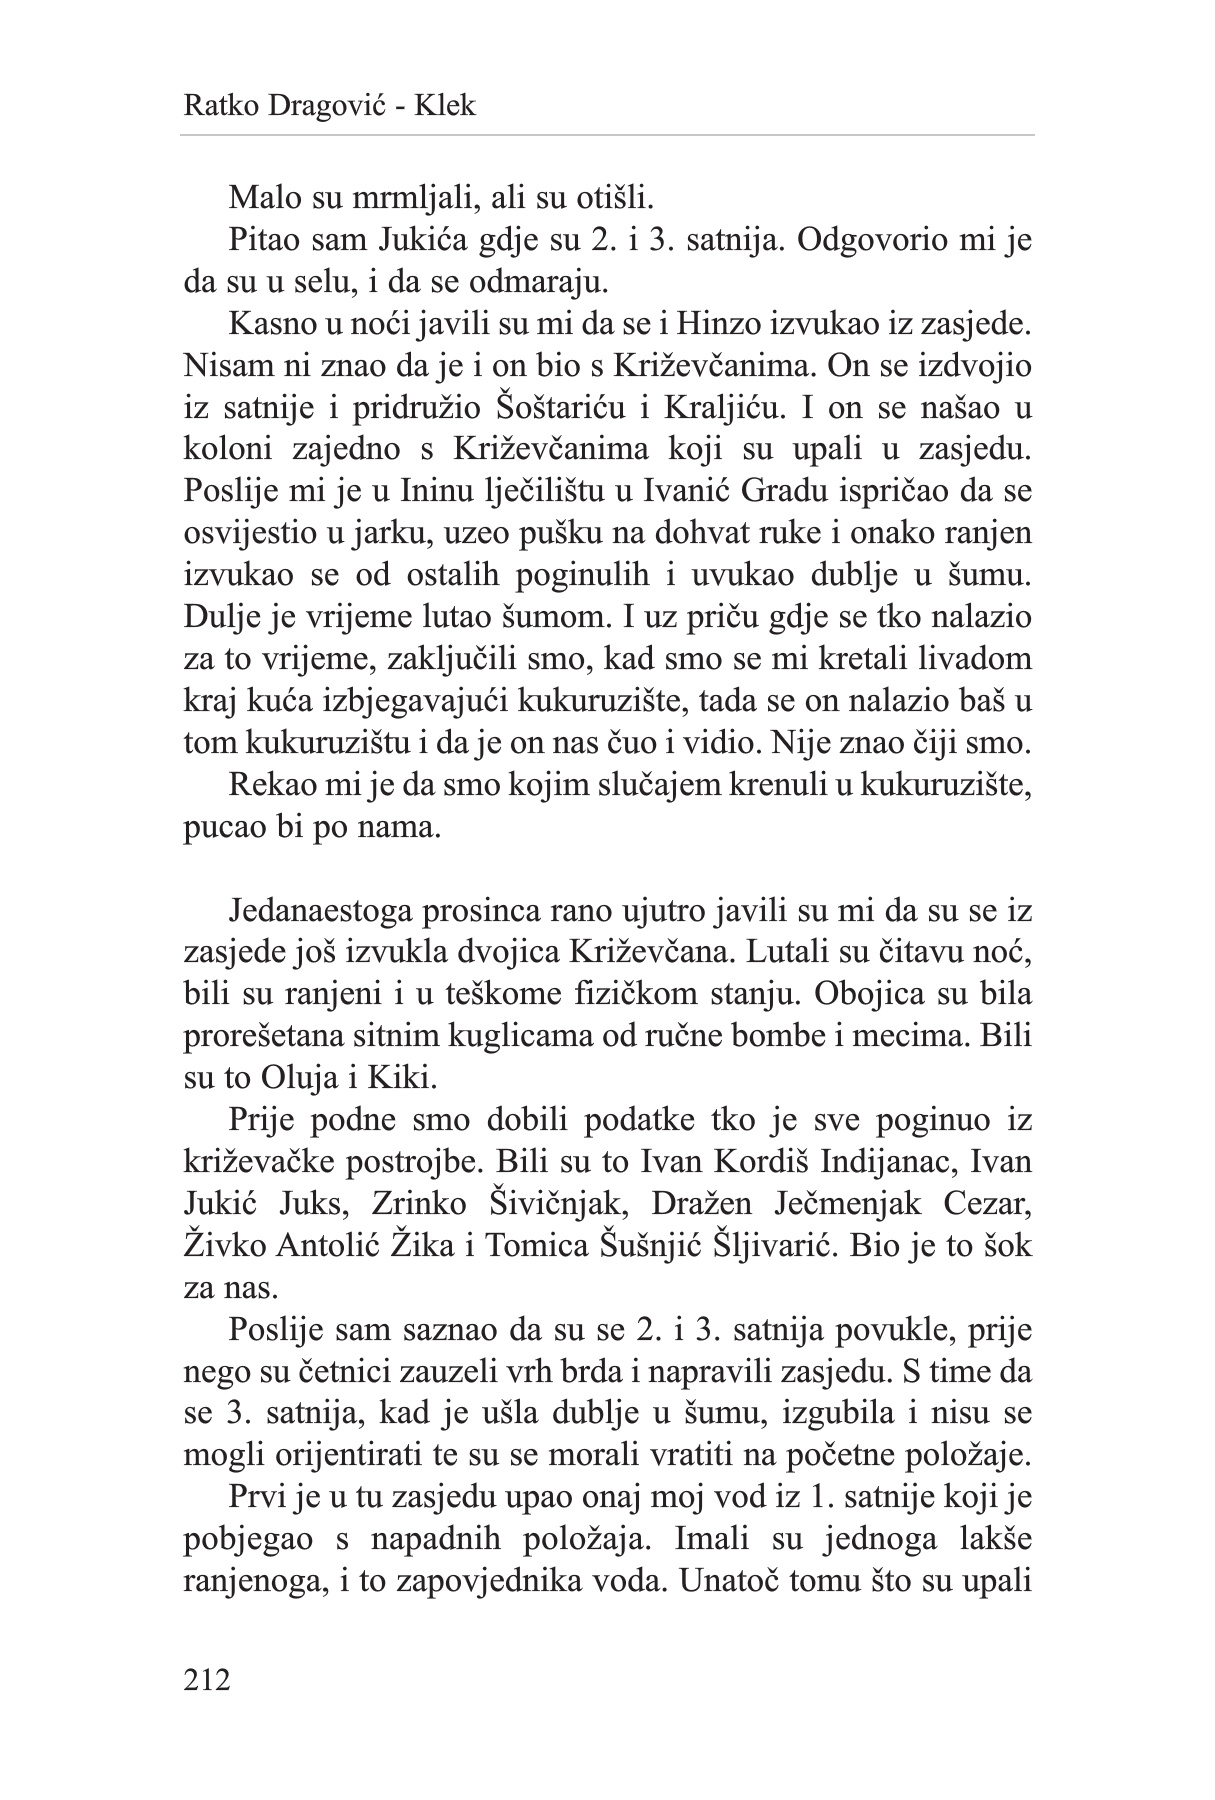 Ratko Dragović - Klek
Malo su mrmljali, ali su otišli.
Pitao sam Jukića gdje su 2. i 3. satnija. Odgovorio mi je
da su u selu, i da se odmaraju.
Kasno u noći javili su mi da se i Hinzo izvukao iz zasjede.
Nisam ni znao da je i on bio s Križevčanima. On se izdvojio
iz satnije i pridružio Šoštariću i Kraljiću. I on se našao u
koloni zajedno s Križevčanima koji su upali u zasjedu.
Poslije mi je u Ininu lječilištu u Ivanić Gradu ispričao da se
osvijestio u jarku, uzeo pušku na dohvat ruke i onako ranjen
izvukao se od ostalih poginulih i uvukao dublje u šumu.
Dulje je vrijeme lutao šumom. I uz priču gdje se tko nalazio
za to vrijeme, zaključili smo, kad smo se mi kretali livadom
kraj kuća izbjegavajući kukuruzište, tada se on nalazio baš u
tom kukuruzištu i da je on nas čuo i vidio. Nije znao čiji smo.
Rekao mi je da smo kojim slučajem krenuli u kukuruzište,
pucao bi po nama.
Jedanaestoga prosinca rano ujutro javili su mi da su se iz
zasjede još izvukla dvojica Križevčana. Lutali su čitavu noć,
bili su ranjeni i u teškome fizičkom stanju. Obojica su bila
prorešetana sitnim kuglicama od ručne bombe i mecima. Bili
su to Oluja i Kiki.
Prije podne smo dobili podatke tko je sve poginuo iz
križevačke postrojbe. Bili su to Ivan Kordiš Indijanac, Ivan
Jukić Juks, Zrinko Šivičnjak, Dražen Ječmenjak Cezar,
Živko Antolić Žika i Tomica Šušnjić Šljivarić. Bio je to šok
za nas.
Poslije sam saznao da su se 2. i 3. satnija povukle, prije
nego su četnici zauzeli vrh brda i napravili zasjedu. S time da
se 3. satnija, kad je ušla dublje u šumu, izgubila i nisu se
mogli orijentirati te su se morali vratiti na početne položaje.
Prvi je u tu zasjedu upao onaj moj vod iz 1. satnije koji je
pobjegao s napadnih položaja. Imali su jednoga lakše
ranjenoga, i to zapovjednika voda. Unatoč tomu što su upali
212